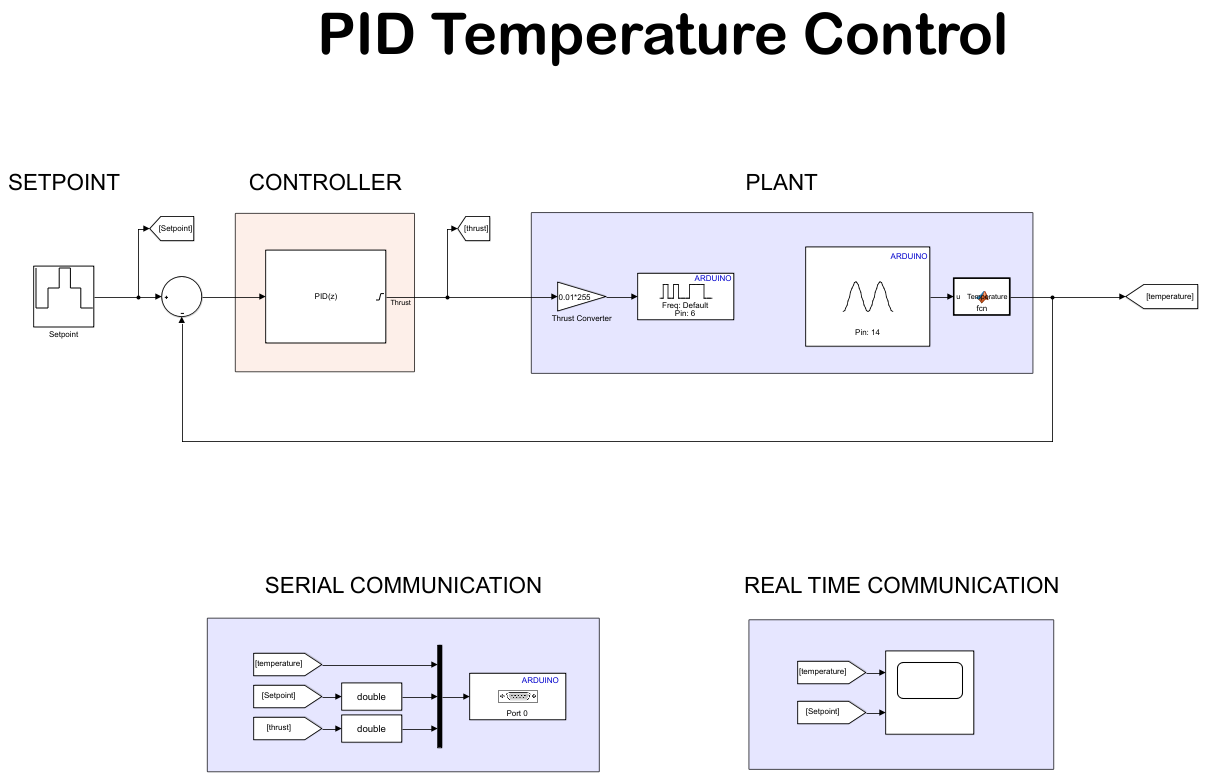 PID Temperature Control
SETPOINT
CONTROLLER
PLANT
[Setpoint]
[thrust]
Setpoint
+
-
PID(z)
Thrust
0.01*255
Thrust Converter
ARDUINO
Freq: Default
Pin: 6
ARDUINO
Pin: 14
u
Temperature
fcn
[temperature]
SERIAL COMMUNICATION
[temperature]
[Setpoint]
double
[thrust]
double
ARDUINO
Port 0
REAL TIME COMMUNICATION
[temperature]
[Setpoint]